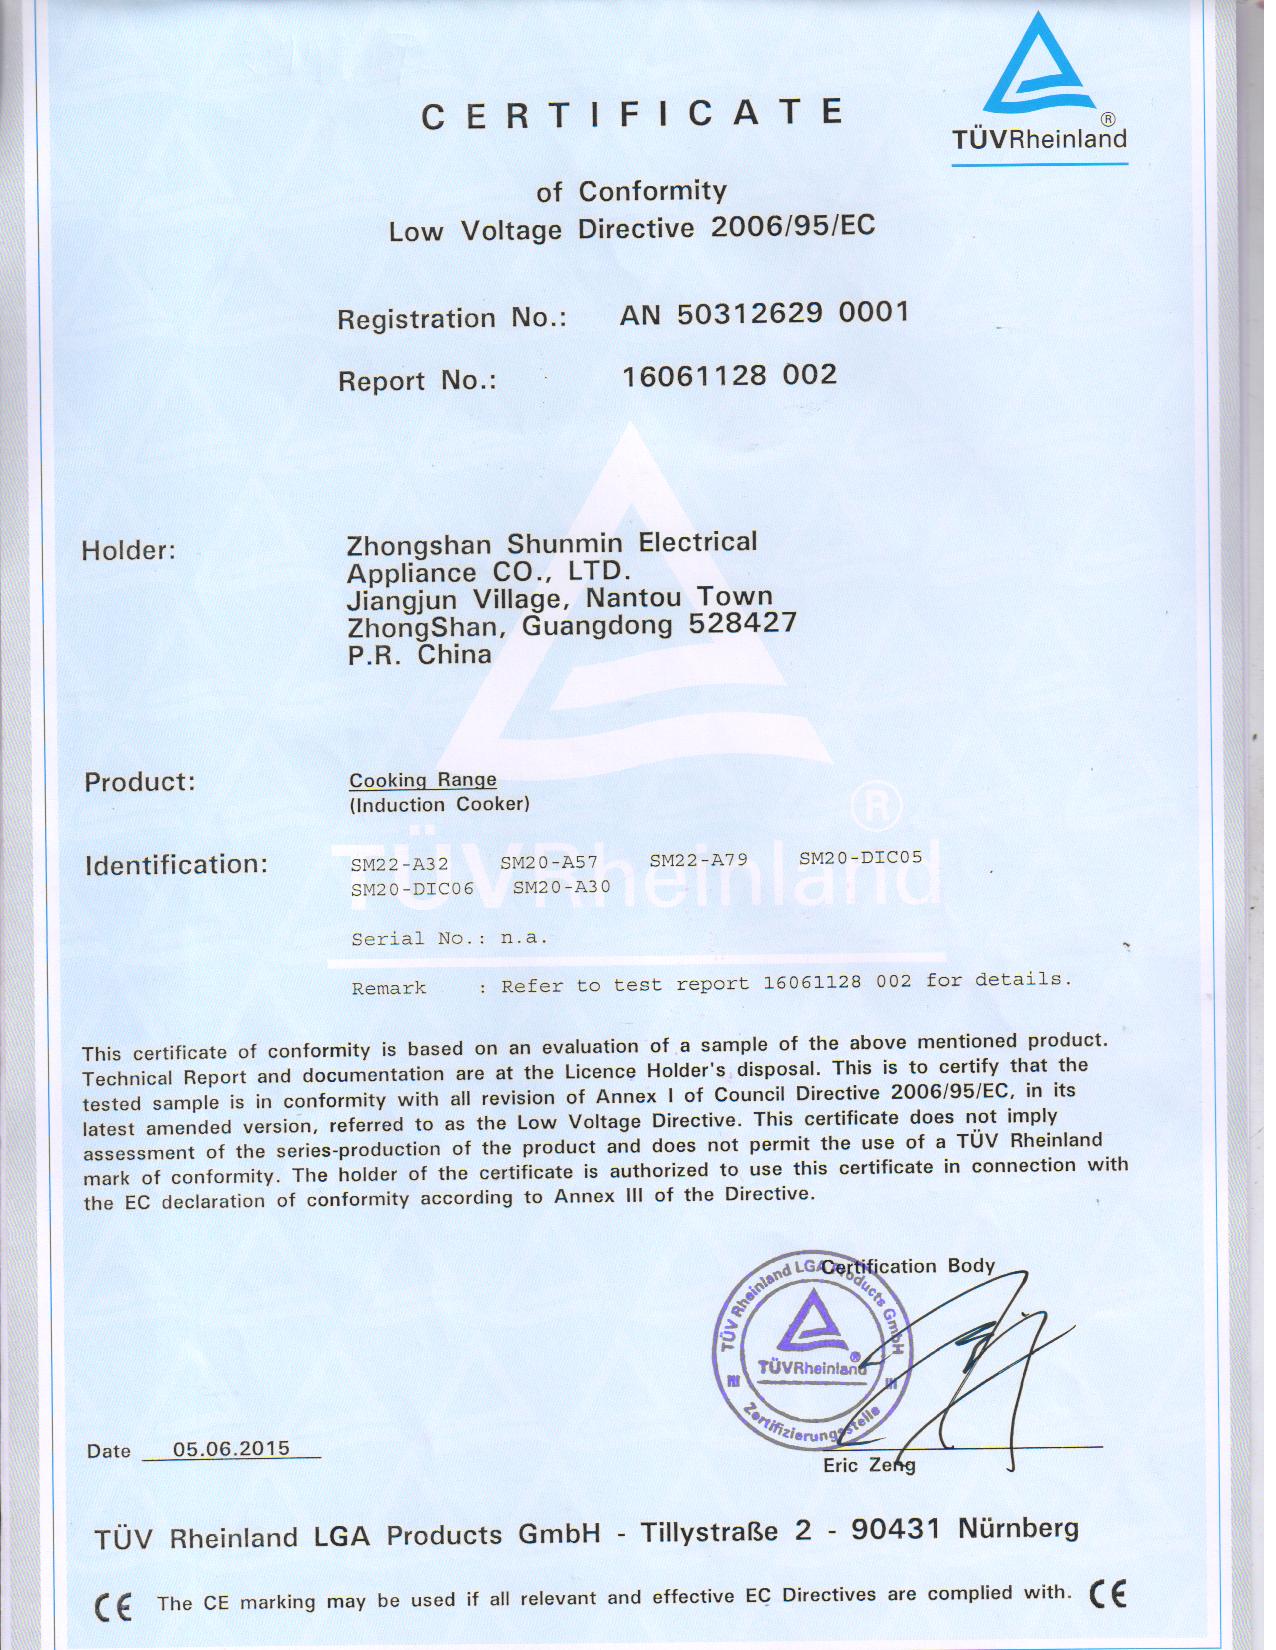 TÜVRheinland®
CERTIFICATE
of Conformity
Low Voltage Directive 2006/95/EC
Registration No.: AN 50312629 0001
Report No.: 16061128 002
Holder: Zhongshan Shunmin Electrical
Appliance CO., LTD.
Jiangjun Village, Nantou Town
ZhongShan, Guangdong 528427
P.R. China
Product: Cooking Range
(Induction Cooker)
Identification: SM22-A32 SM20-A57 SM22-A79 SM20-DIC05
SM20-DIC06 SM20-A30
TÜVRheinland®
Serial No.: n.a.
Remark : Refer to test report 16061128 002 for details.
This certificate of conformity is based on an evaluation of a sample of the above mentioned product.
Technical Report and documentation are at the Licence Holder's disposal. This is to certify that the
tested sample is in conformity with all revision of Annex I of Council Directive 2006/95/EC, in its
latest amended version, referred to as the Low Voltage Directive. This certificate does not imply
assessment of the series-production of the product and does not permit the use of a TÜV Rheinland
mark of conformity. The holder of the certificate is authorized to use this certificate in connection with
the EC declaration of conformity according to Annex III of the Directive.
Certification Body
TÜV Rheinland LGA Products GmbH
TÜVRheinland®
Zertifizierungsstelle
Date 05.06.2015
Eric Zeng
TÜV Rheinland LGA Products GmbH - Tillystraße 2 - 90431 Nürnberg
CE The CE marking may be used if all relevant and effective EC Directives are complied with. CE